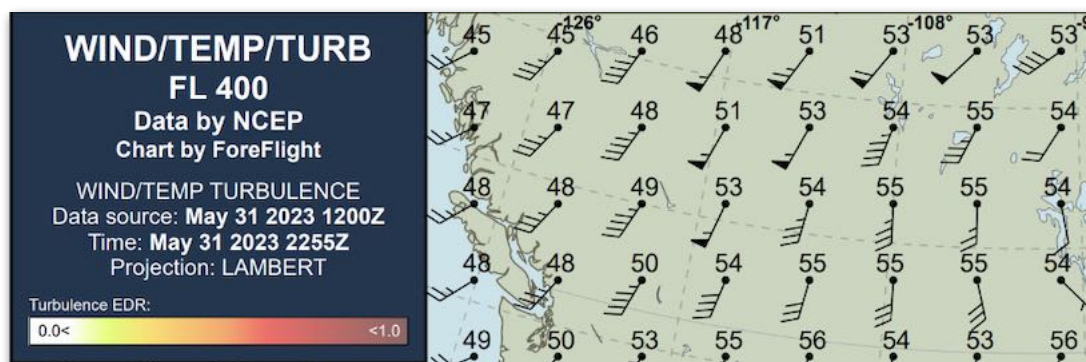 WIND/TEMP/TURB
FL 400
Data by NCEP
Chart by ForeFlight
WIND/TEMP TURBULENCE
Data source: May 31 2023 1200Z
Time: May 31 2023 2255Z
Projection: LAMBERT
Turbulence EDR:
0.0< <1.0
-126° -117° -108°
45 45 46 48 51 53 53 53
47 47 48 51 53 54 55 54
48 48 49 53 54 55 55 54
48 48 50 54 55 55 55 54
49 50 53 55 56 54 53 56